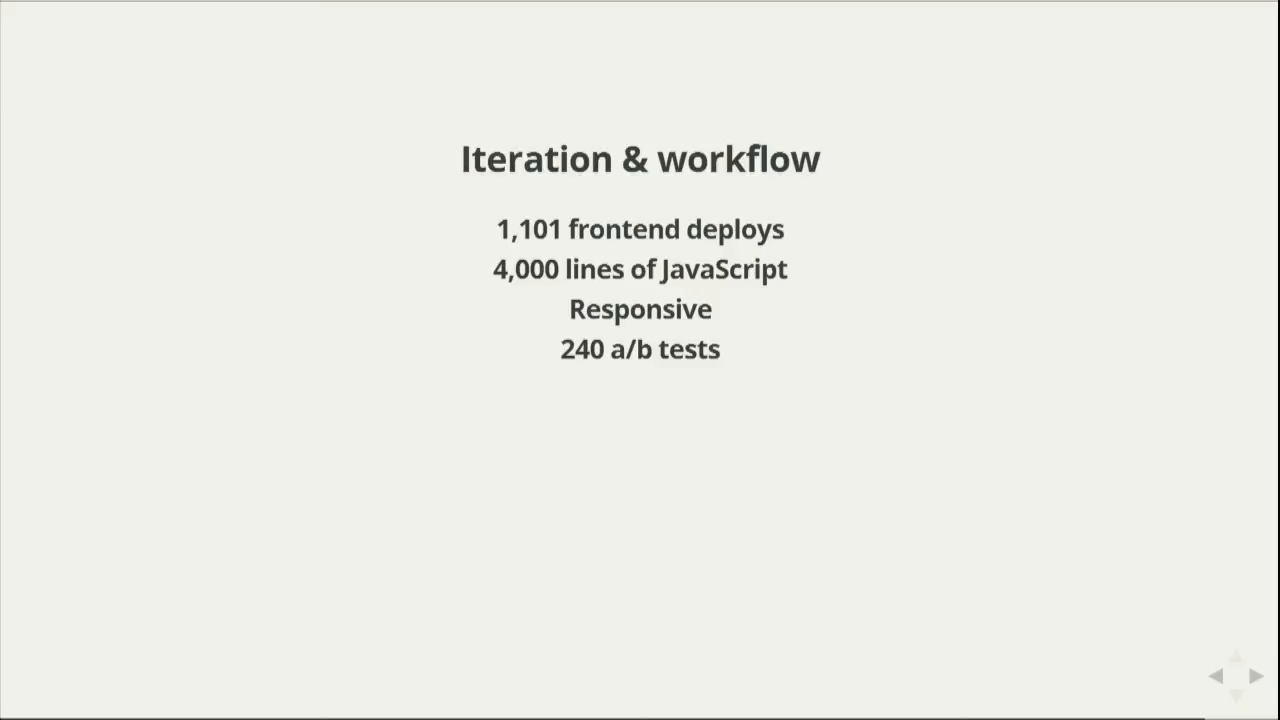 Iteration & workflow
1,101 frontend deploys
4,000 lines of JavaScript
Responsive
240 a/b tests